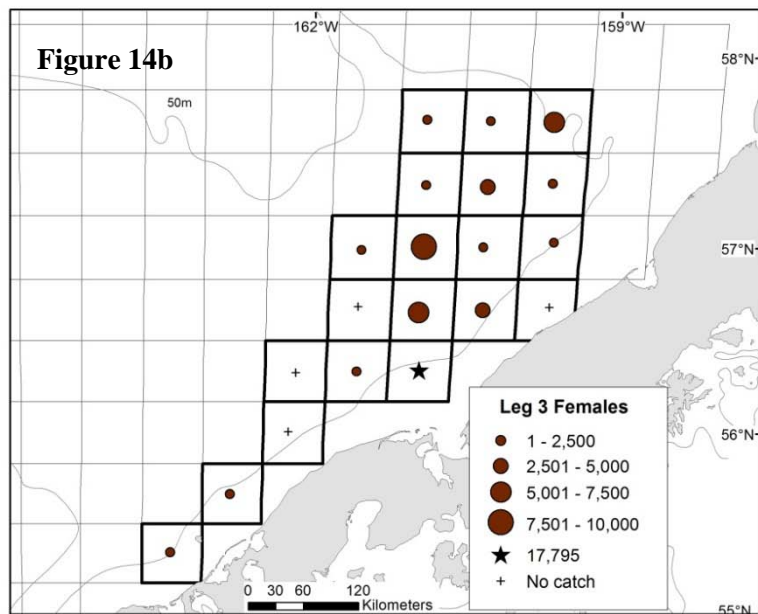 162°W 159°W
Figure 14b
58°N
50m
57°N
Leg 3 Females
1 - 2,500
2,501 - 5,000
5,001 - 7,500
7,501 - 10,000
17,795
No catch
56°N
0 30 60 120
Kilometers
55°N